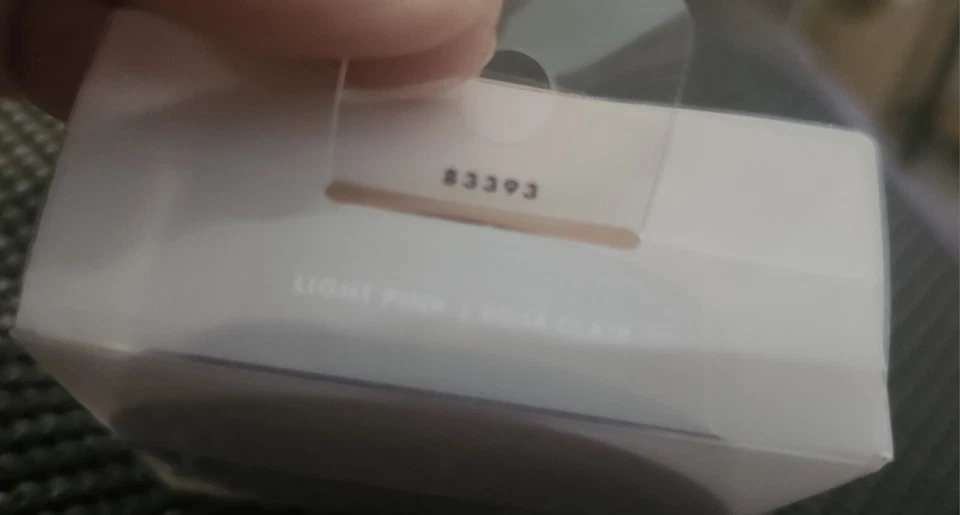 83393
LIGHT PINK | ROSE CLAIR